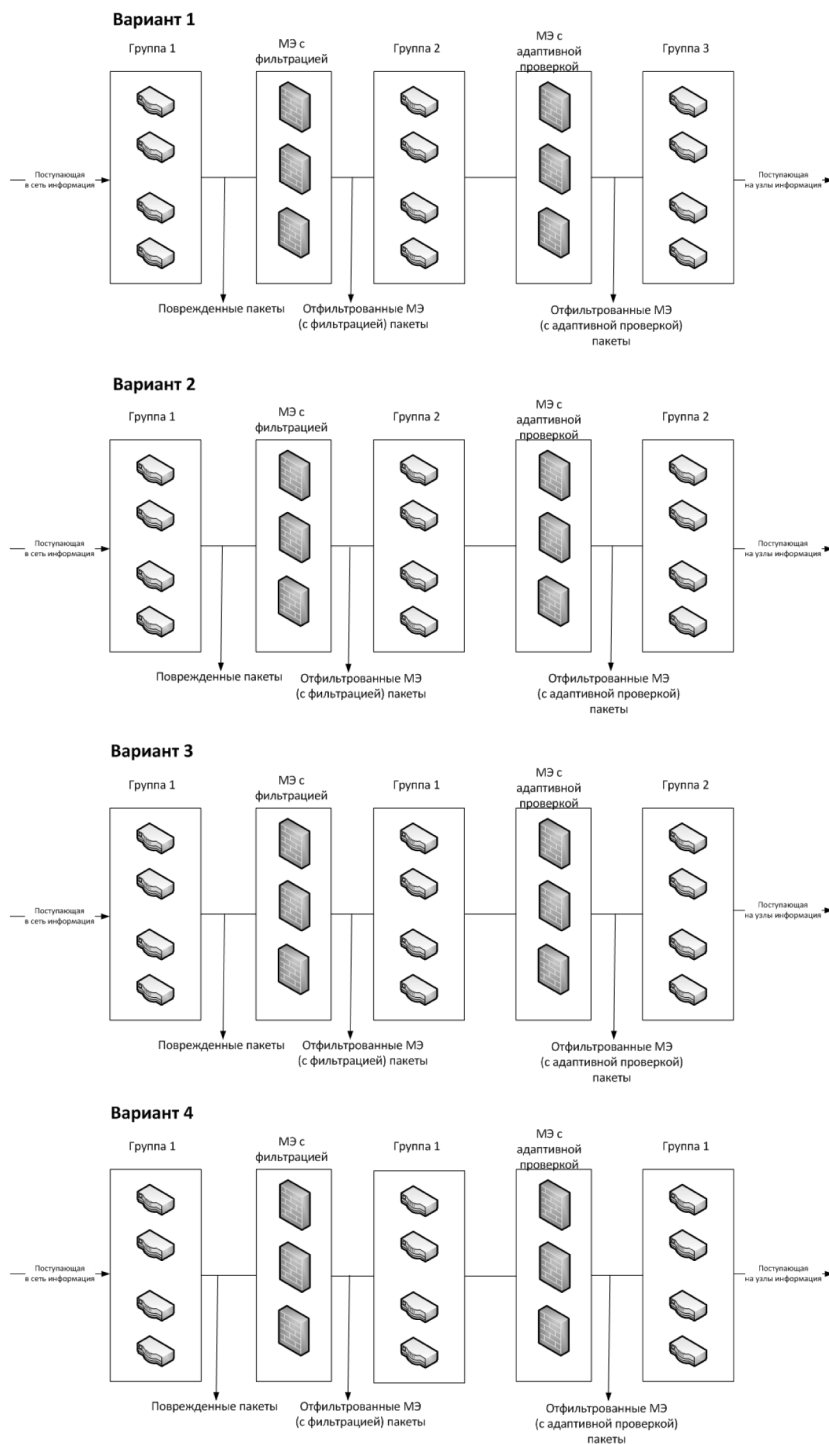 Вариант 1
Группа 1
МЭ с
фильтрацией
Группа 2
МЭ с
адаптивной
проверкой
Группа 3
Поступающая
в сеть информация
Поступающая
на узлы информация
Поврежденные пакеты
Отфильтрованные МЭ
(с фильтрацией) пакеты
Отфильтрованные МЭ
(с адаптивной проверкой)
пакеты
Вариант 2
Группа 1
МЭ с
фильтрацией
Группа 2
МЭ с
адаптивной
проверкой
Группа 2
Поступающая
в сеть информация
Поступающая
на узлы информация
Поврежденные пакеты
Отфильтрованные МЭ
(с фильтрацией) пакеты
Отфильтрованные МЭ
(с адаптивной проверкой)
пакеты
Вариант 3
Группа 1
МЭ с
фильтрацией
Группа 1
МЭ с
адаптивной
проверкой
Группа 2
Поступающая
в сеть информация
Поступающая
на узлы информация
Поврежденные пакеты
Отфильтрованные МЭ
(с фильтрацией) пакеты
Отфильтрованные МЭ
(с адаптивной проверкой)
пакеты
Вариант 4
Группа 1
МЭ с
фильтрацией
Группа 1
МЭ с
адаптивной
проверкой
Группа 1
Поступающая
в сеть информация
Поступающая
на узлы информация
Поврежденные пакеты
Отфильтрованные МЭ
(с фильтрацией) пакеты
Отфильтрованные МЭ
(с адаптивной проверкой)
пакеты